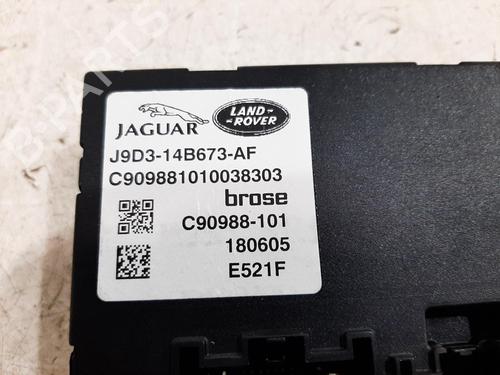 JAGUAR
LAND-
ROVER
J9D3-14B673-AF
C909881010038303
brose
C90988-101
180605
E521F